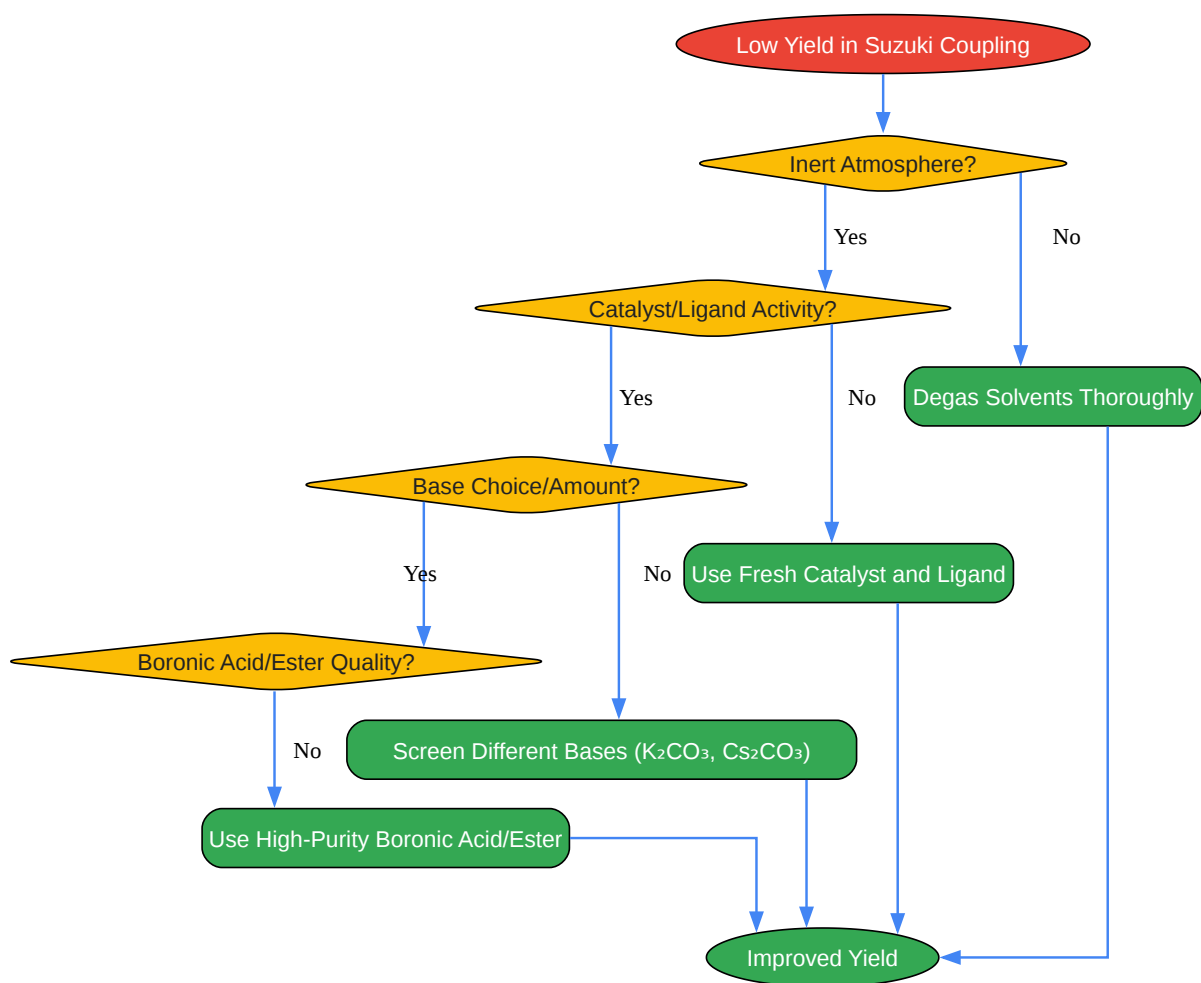 Low Yield in Suzuki Coupling
Inert Atmosphere?
Yes
No
Catalyst/Ligand Activity?
Yes
No
Degas Solvents Thoroughly
Base Choice/Amount?
Yes
No
Use Fresh Catalyst and Ligand
Boronic Acid/Ester Quality?
No
Screen Different Bases (K₂CO₃, Cs₂CO₃)
Use High-Purity Boronic Acid/Ester
Improved Yield